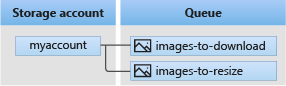 Storage account
Queue
myaccount
images-to-download
images-to-resize